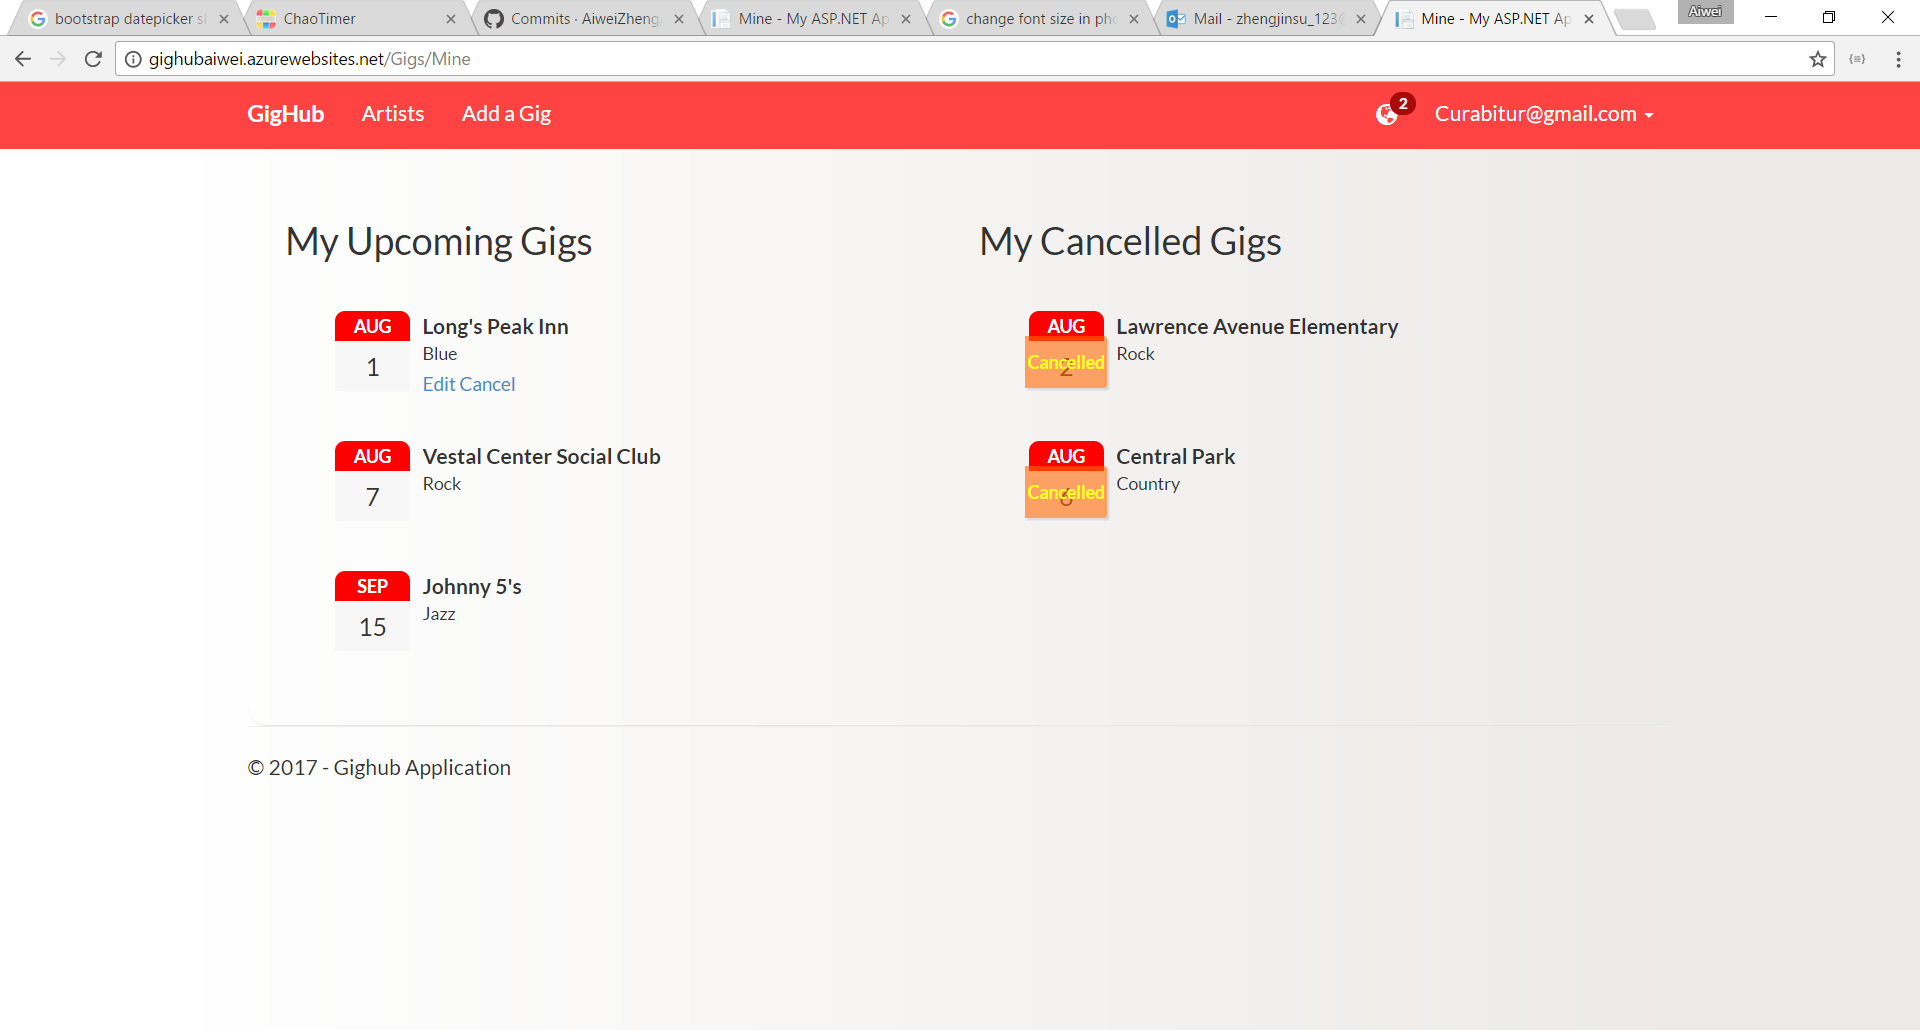 bootstrap datepicker s
ChaoTimer
Commits · AiweiZheng
Mine - My ASP.NET Ap
change font size in pho
Mail - zhengjinsu_123
Mine - My ASP.NET Ap
Aiwei
gighubaiwei.azurewebsites.net/Gigs/Mine
GigHub
Artists
Add a Gig
2
Curabitur@gmail.com
My Upcoming Gigs
AUG
1
Long's Peak Inn
Blue
Edit Cancel
AUG
7
Vestal Center Social Club
Rock
SEP
15
Johnny 5's
Jazz
My Cancelled Gigs
AUG
2
Cancelled
Lawrence Avenue Elementary
Rock
AUG
6
Cancelled
Central Park
Country
© 2017 - Gighub Application